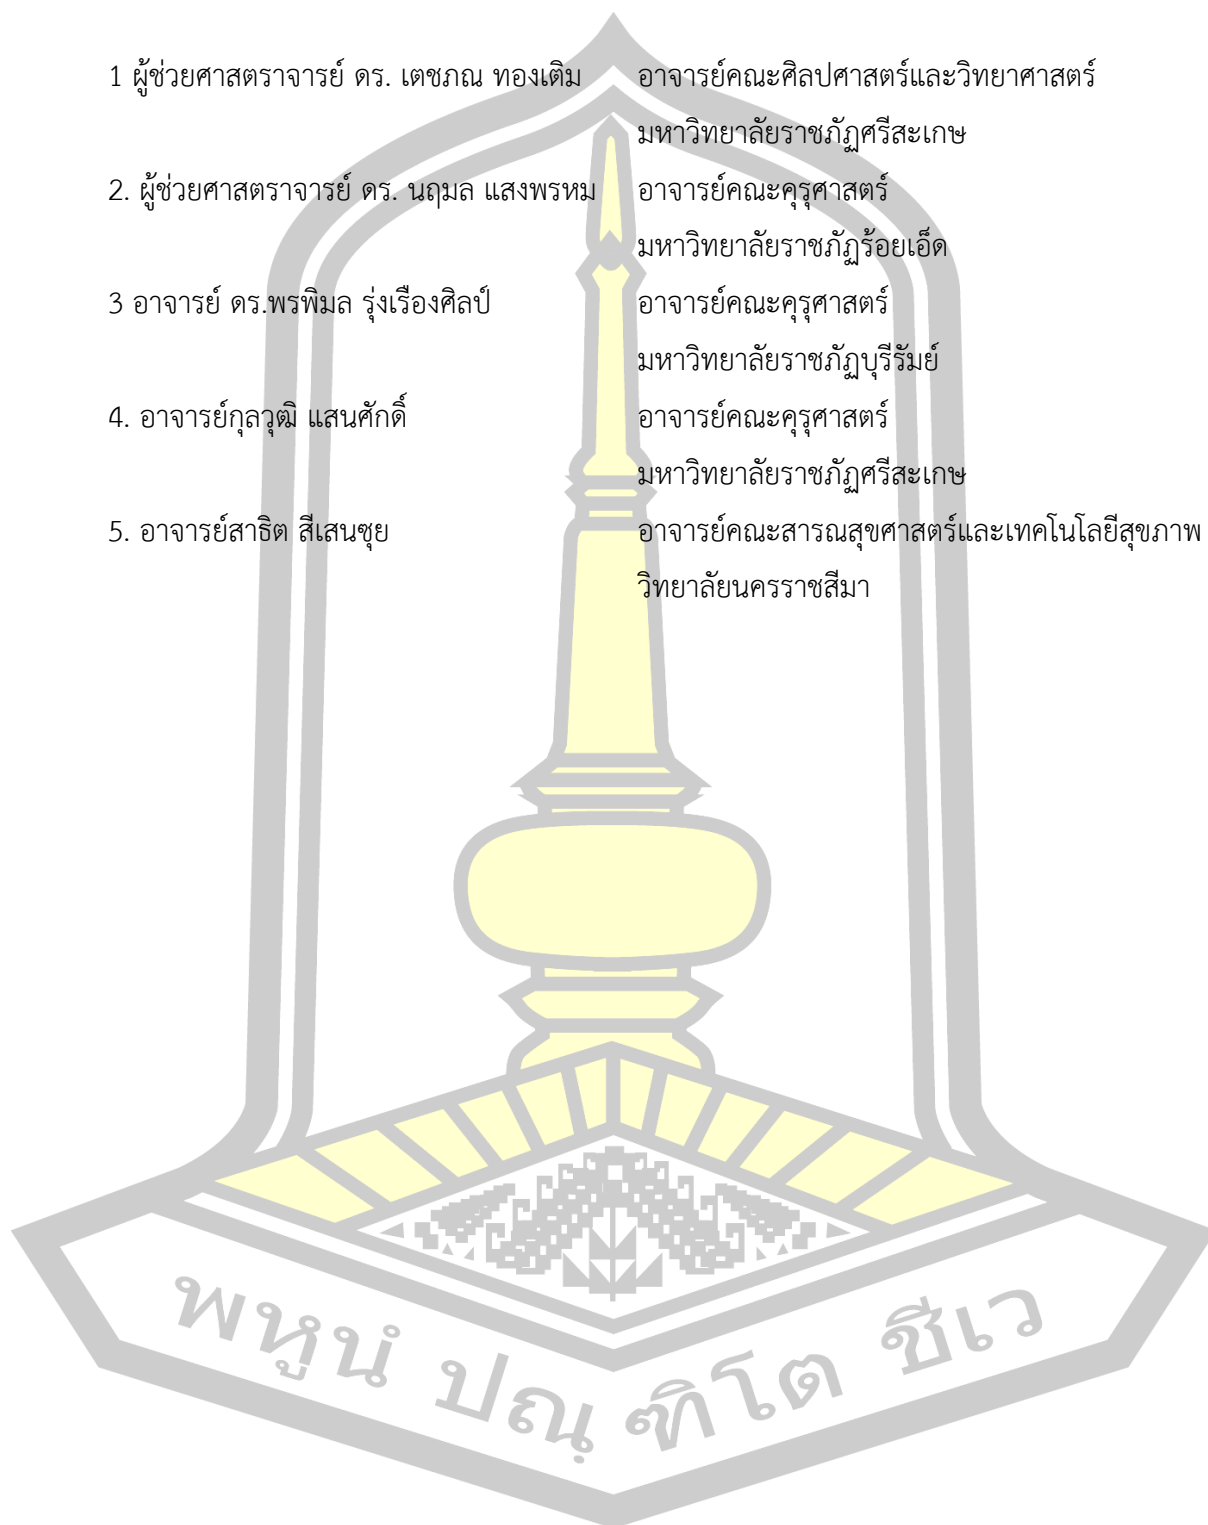 1 ผู้ช่วยศาสตราจารย์ ดร. เตชภณ ทองเติม อาจารย์คณะศิลปศาสตร์และวิทยาศาสตร์
มหาวิทยาลัยราชภัฏศรีสะเกษ
2. ผู้ช่วยศาสตราจารย์ ดร. นฤมล แสงพรหม อาจารย์คณะคุรุศาสตร์
มหาวิทยาลัยราชภัฏร้อยเอ็ด
3 อาจารย์ ดร.พรพิมล รุ่งเรืองศิลป์ อาจารย์คณะคุรุศาสตร์
มหาวิทยาลัยราชภัฏบุรีรัมย์
4. อาจารย์กุลวุฒิ แสนศักดิ์ อาจารย์คณะคุรุศาสตร์
มหาวิทยาลัยราชภัฏศรีสะเกษ
5. อาจารย์สาธิต สีเสนซุย อาจารย์คณะสารณสุขศาสตร์และเทคโนโลยีสุขภาพ
วิทยาลัยนครราชสีมา
พหูนํ ปณฺ ฑิโต ชีเว